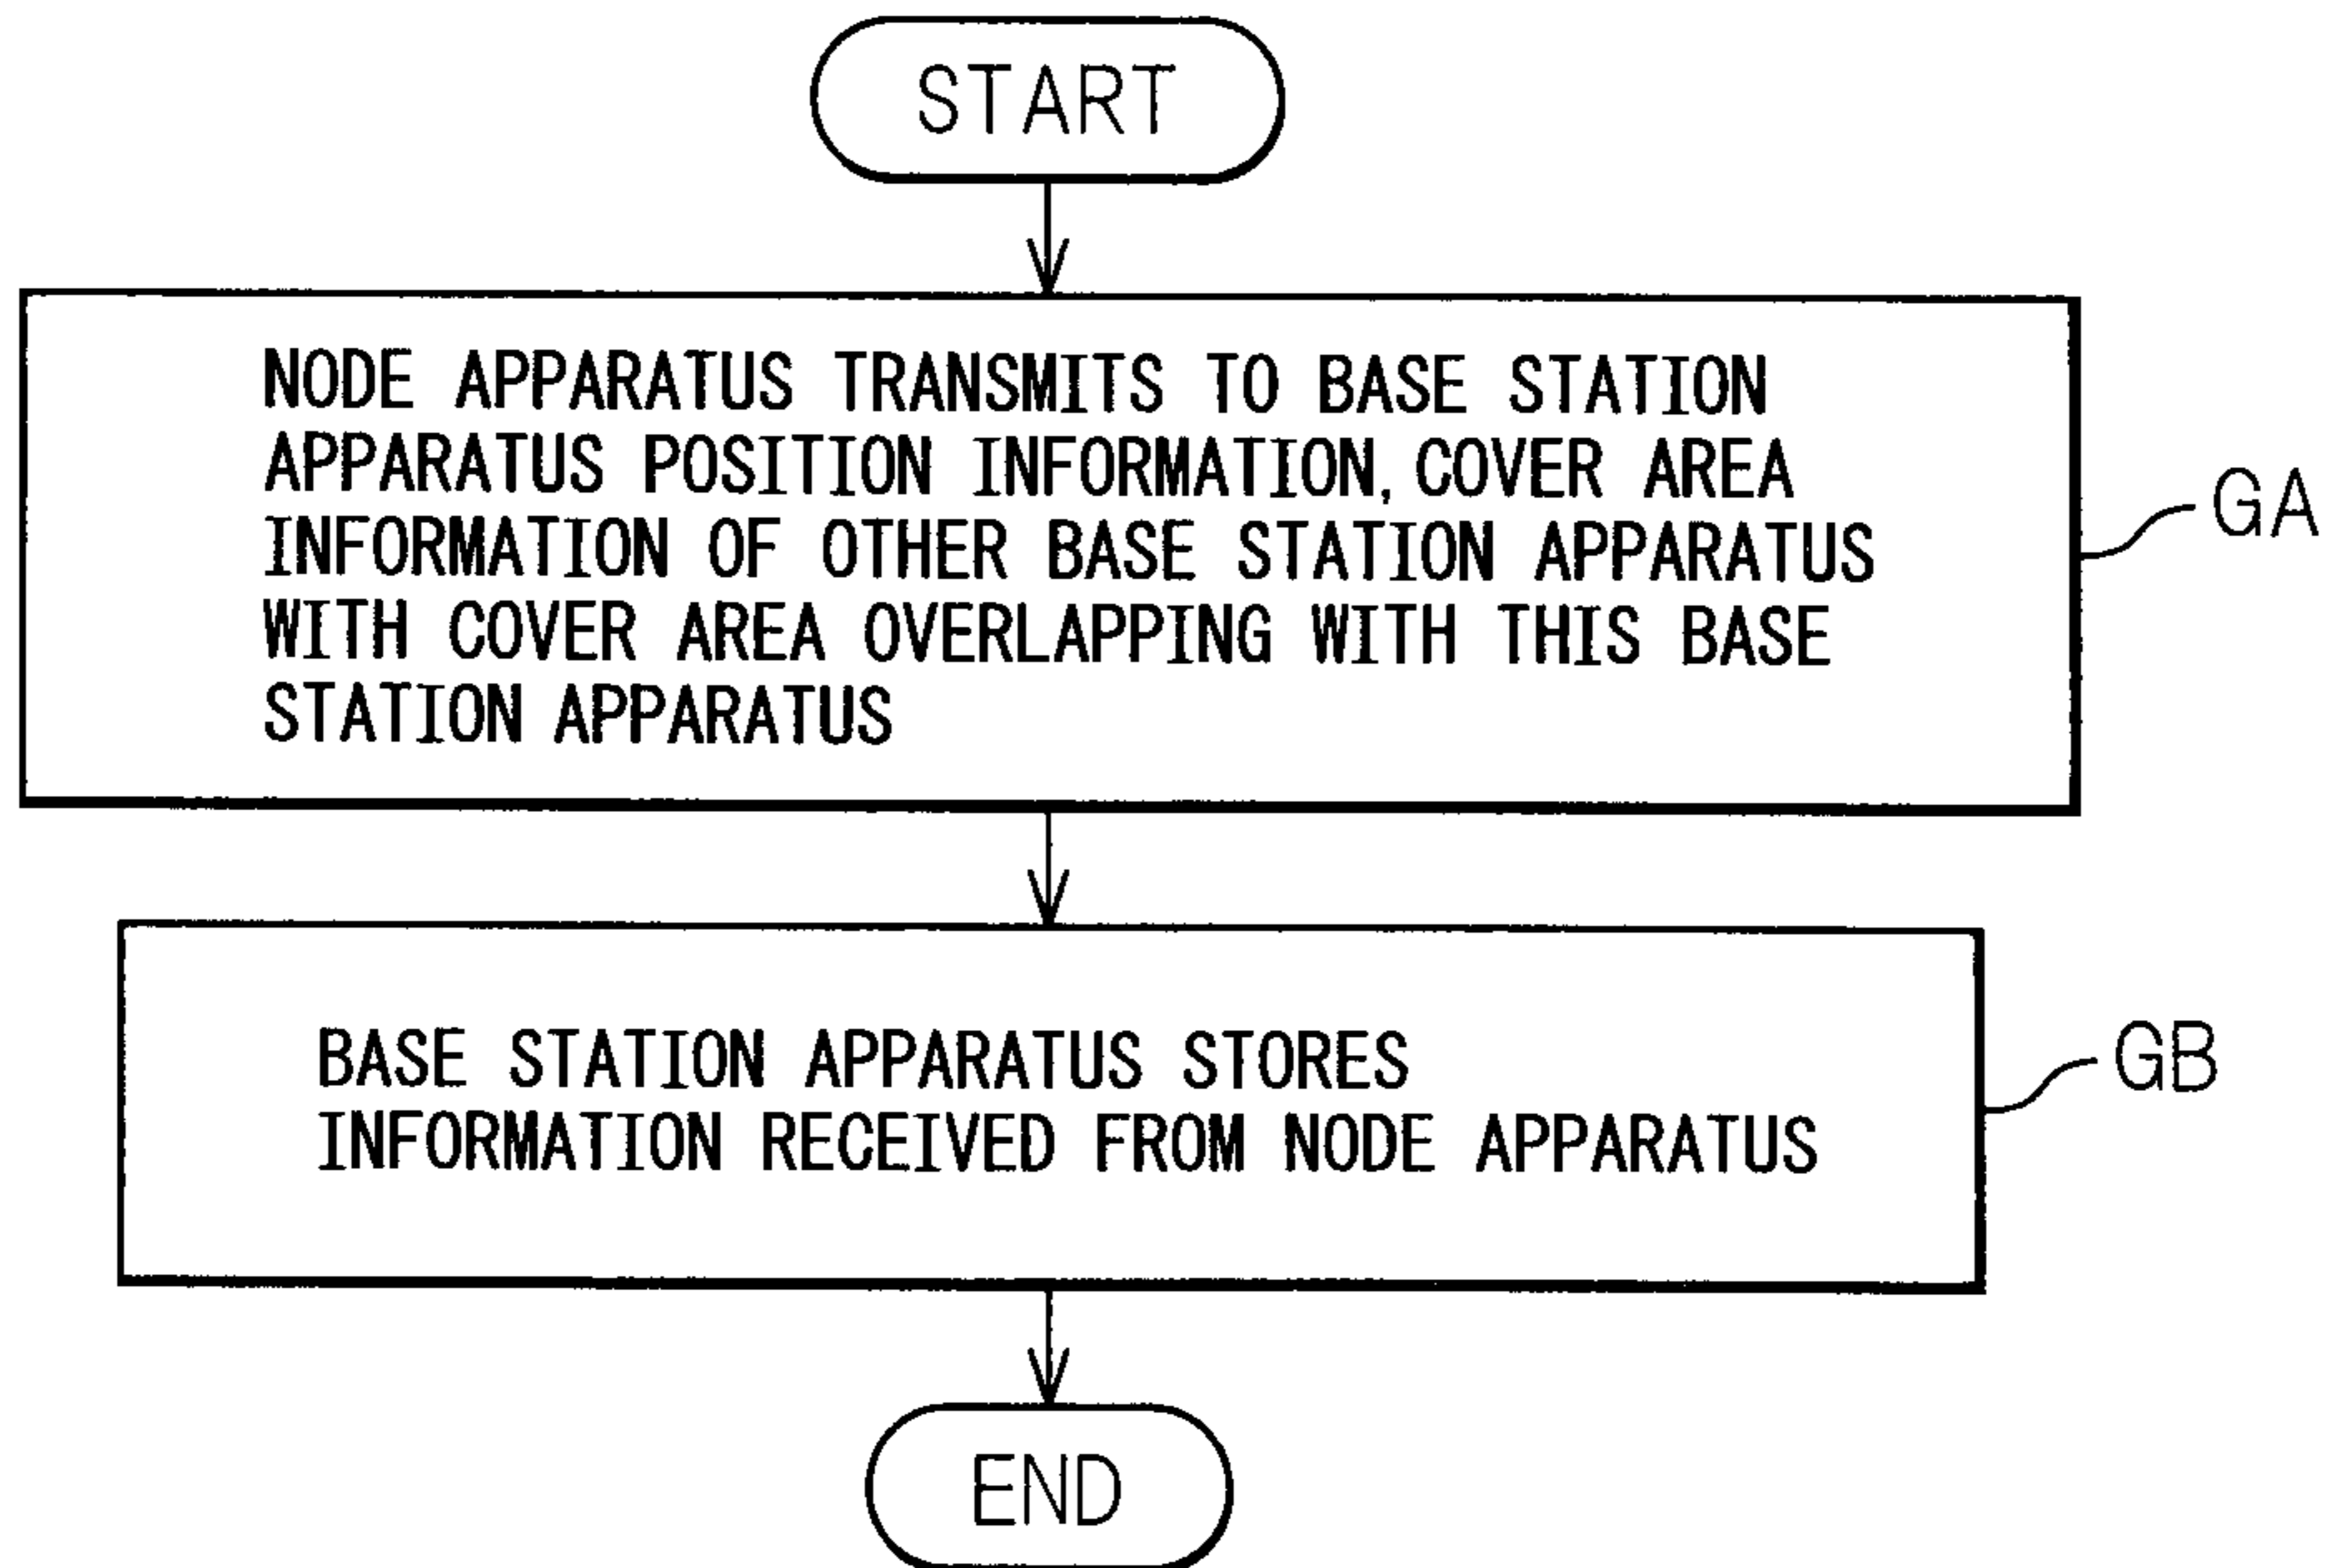 START
NODE APPARATUS TRANSMITS TO BASE STATION
APPARATUS POSITION INFORMATION, COVER AREA
INFORMATION OF OTHER BASE STATION APPARATUS
WITH COVER AREA OVERLAPPING WITH THIS BASE
STATION APPARATUS
GA
BASE STATION APPARATUS STORES
INFORMATION RECEIVED FROM NODE APPARATUS
GB
END